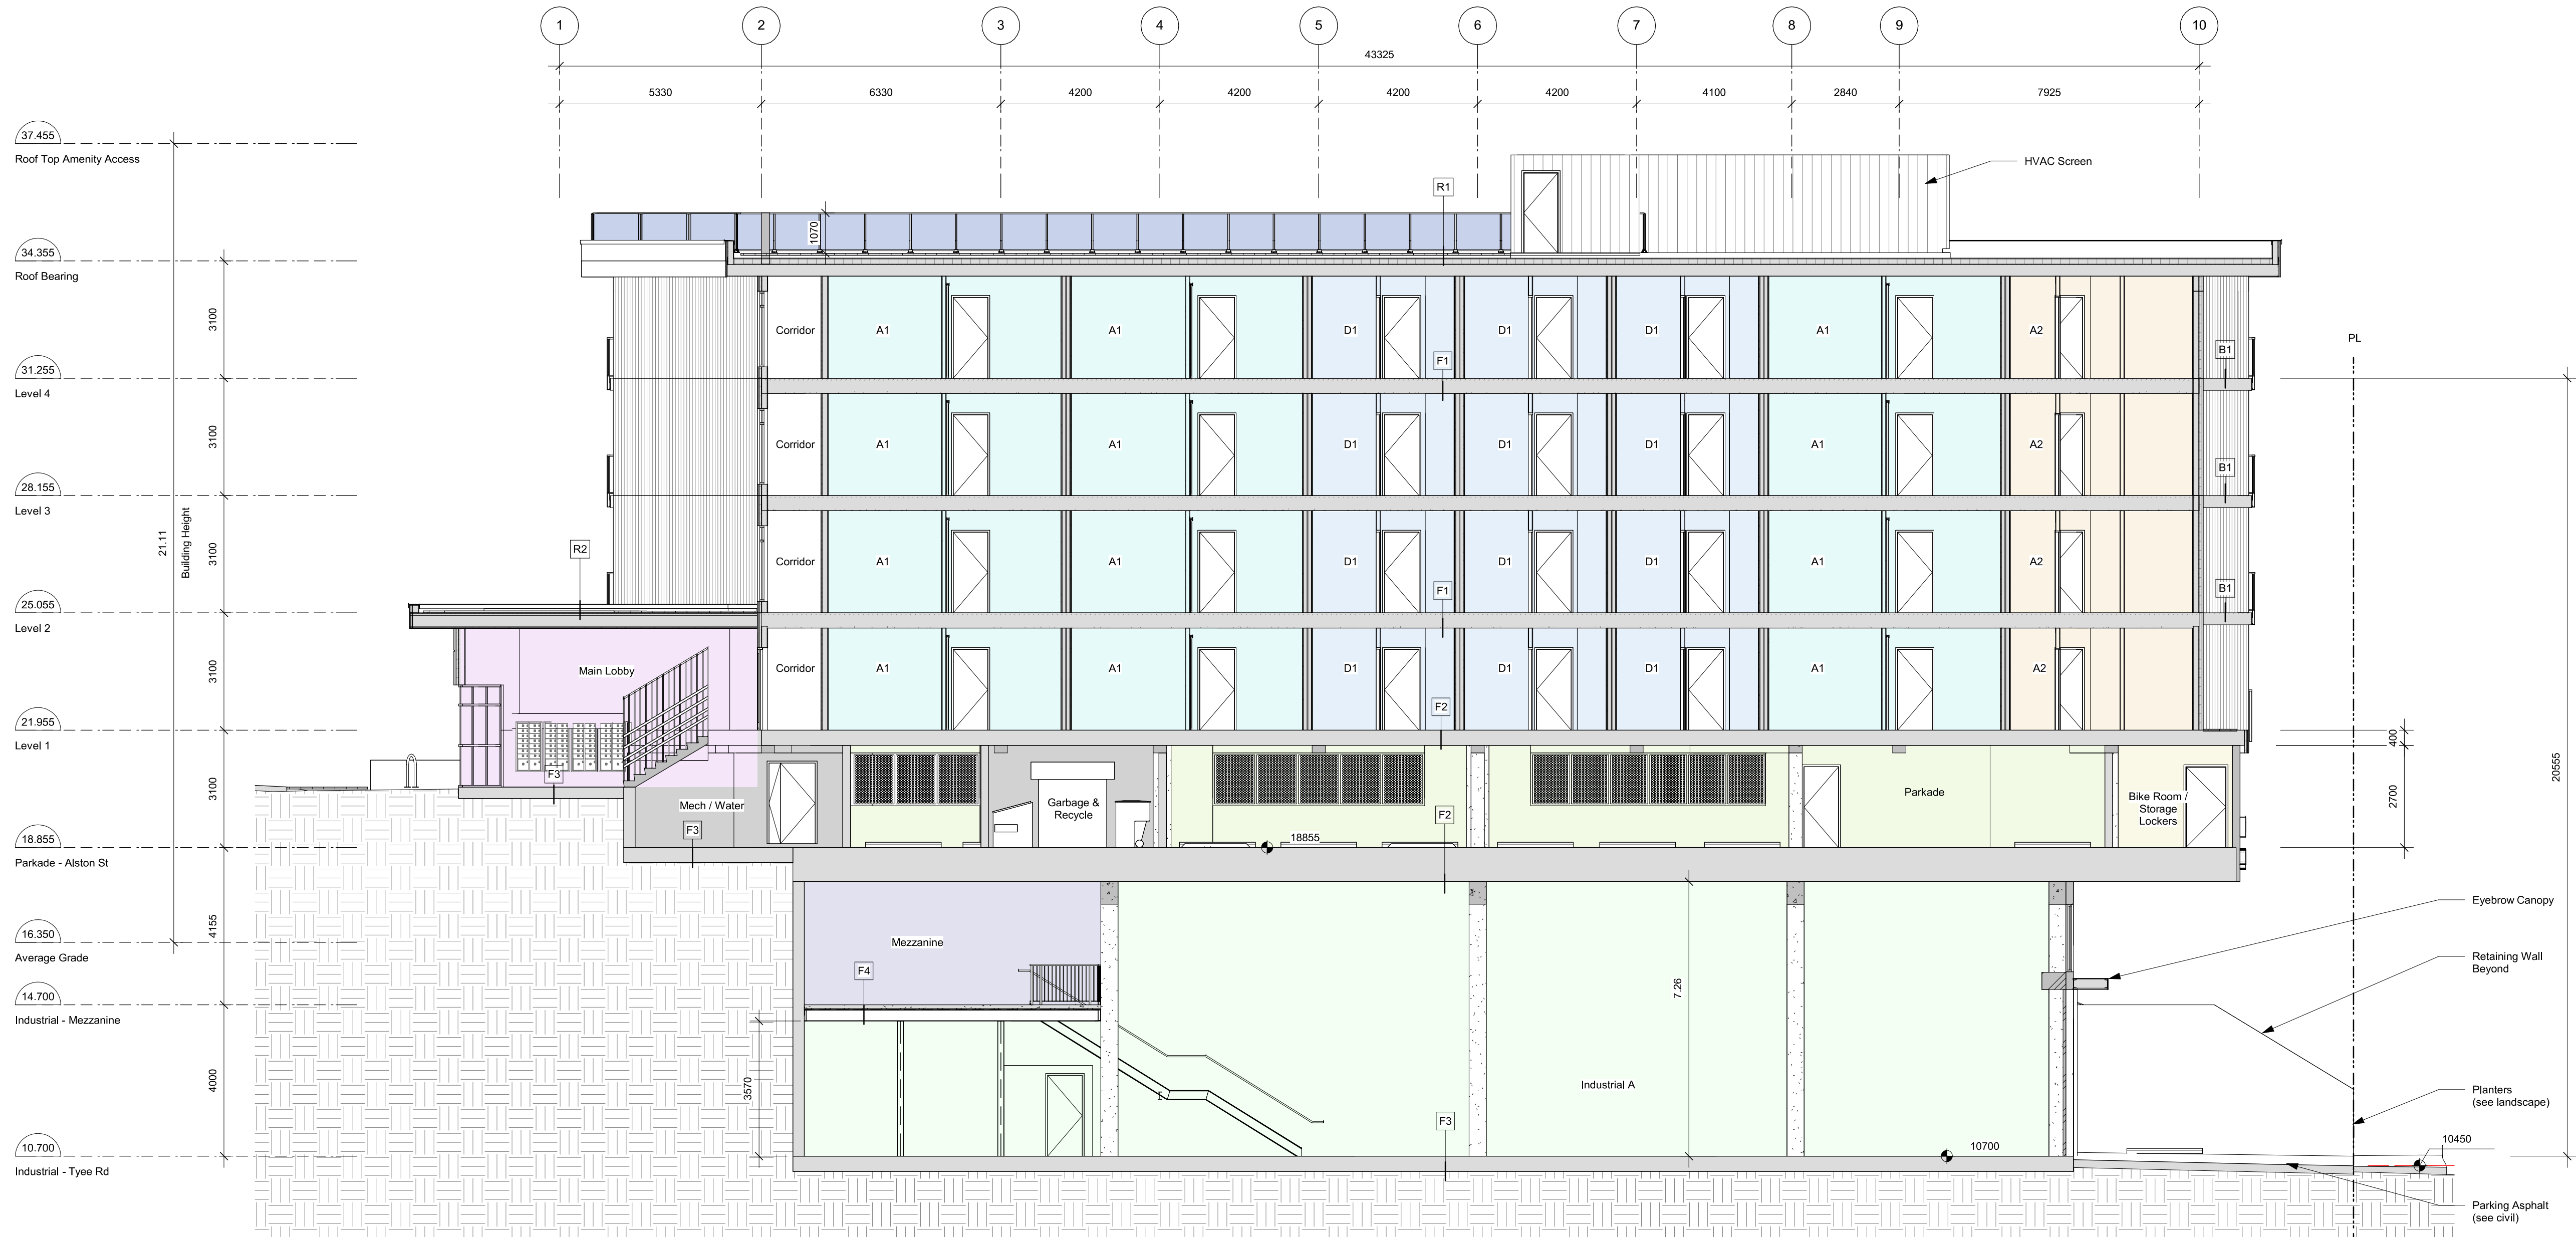 1 2 3 4 5 6 7 8 9 10
43325
5330 6330 4200 4200 4200 4200 4100 2840 7925
37.455
Roof Top Amenity Access
HVAC Screen
R1
1070
34.355
Roof Bearing
3100
Corridor A1 A1 D1 D1 D1 A1 A2
F1
B1
PL
31.255
Level 4
3100
Corridor A1 A1 D1 D1 D1 A1 A2
B1
28.155
Level 3
21.11
Building Height
3100
R2
Corridor A1 A1 D1 D1 D1 A1 A2
F1
B1
25.055
Level 2
3100
Main Lobby
Corridor A1 A1 D1 D1 D1 A1 A2
F2
21.955
Level 1
400
20555
3100
F3
Mech / Water
F3
Garbage &
Recycle
F2
18855
Parkade
Bike Room /
Storage
Lockers
2700
18.855
Parkade - Alston St
4155
Eyebrow Canopy
16.350
Average Grade
Mezzanine
F4
7.26
Retaining Wall
Beyond
14.700
Industrial - Mezzanine
4000
3570
Industrial A
F3
Planters
(see landscape)
10.700
Industrial - Tyee Rd
10700
10450
Parking Asphalt
(see civil)